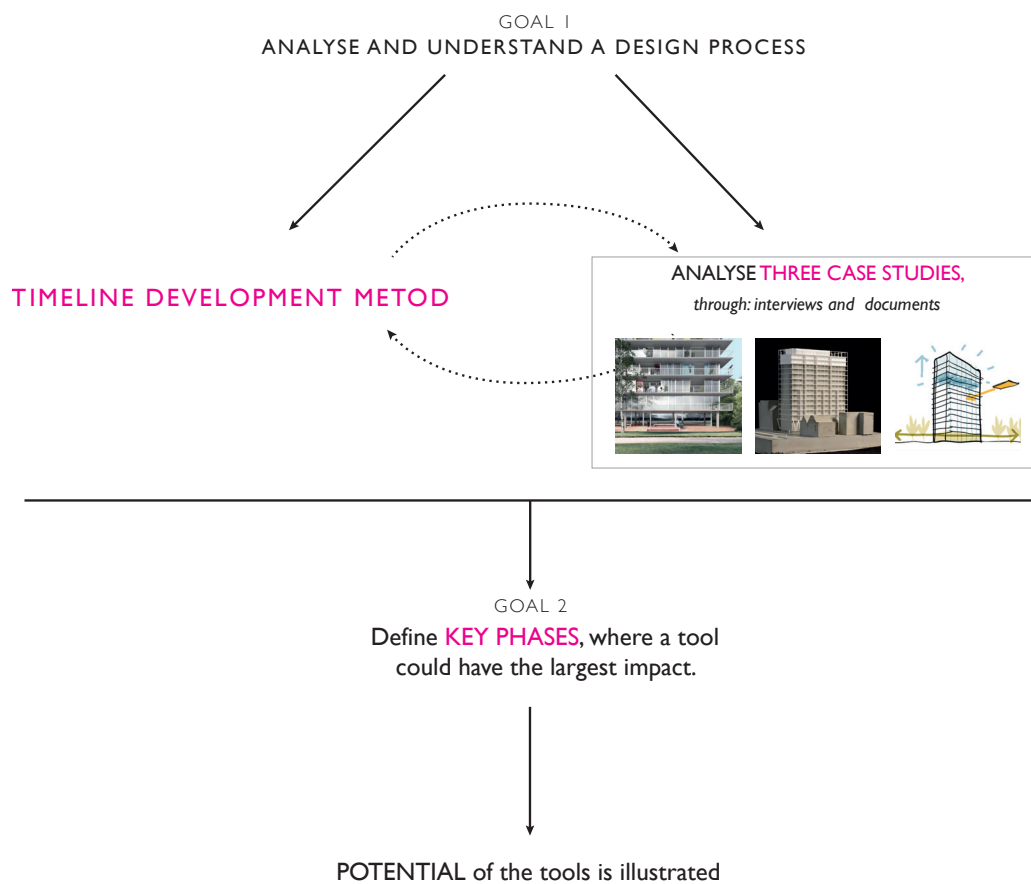 GOAL 1
ANALYSE AND UNDERSTAND A DESIGN PROCESS
TIMELINE DEVELOPMENT METOD
ANALYSE THREE CASE STUDIES,
through: interviews and documents
GOAL 2
Define KEY PHASES, where a tool
could have the largest impact.
POTENTIAL of the tools is illustrated